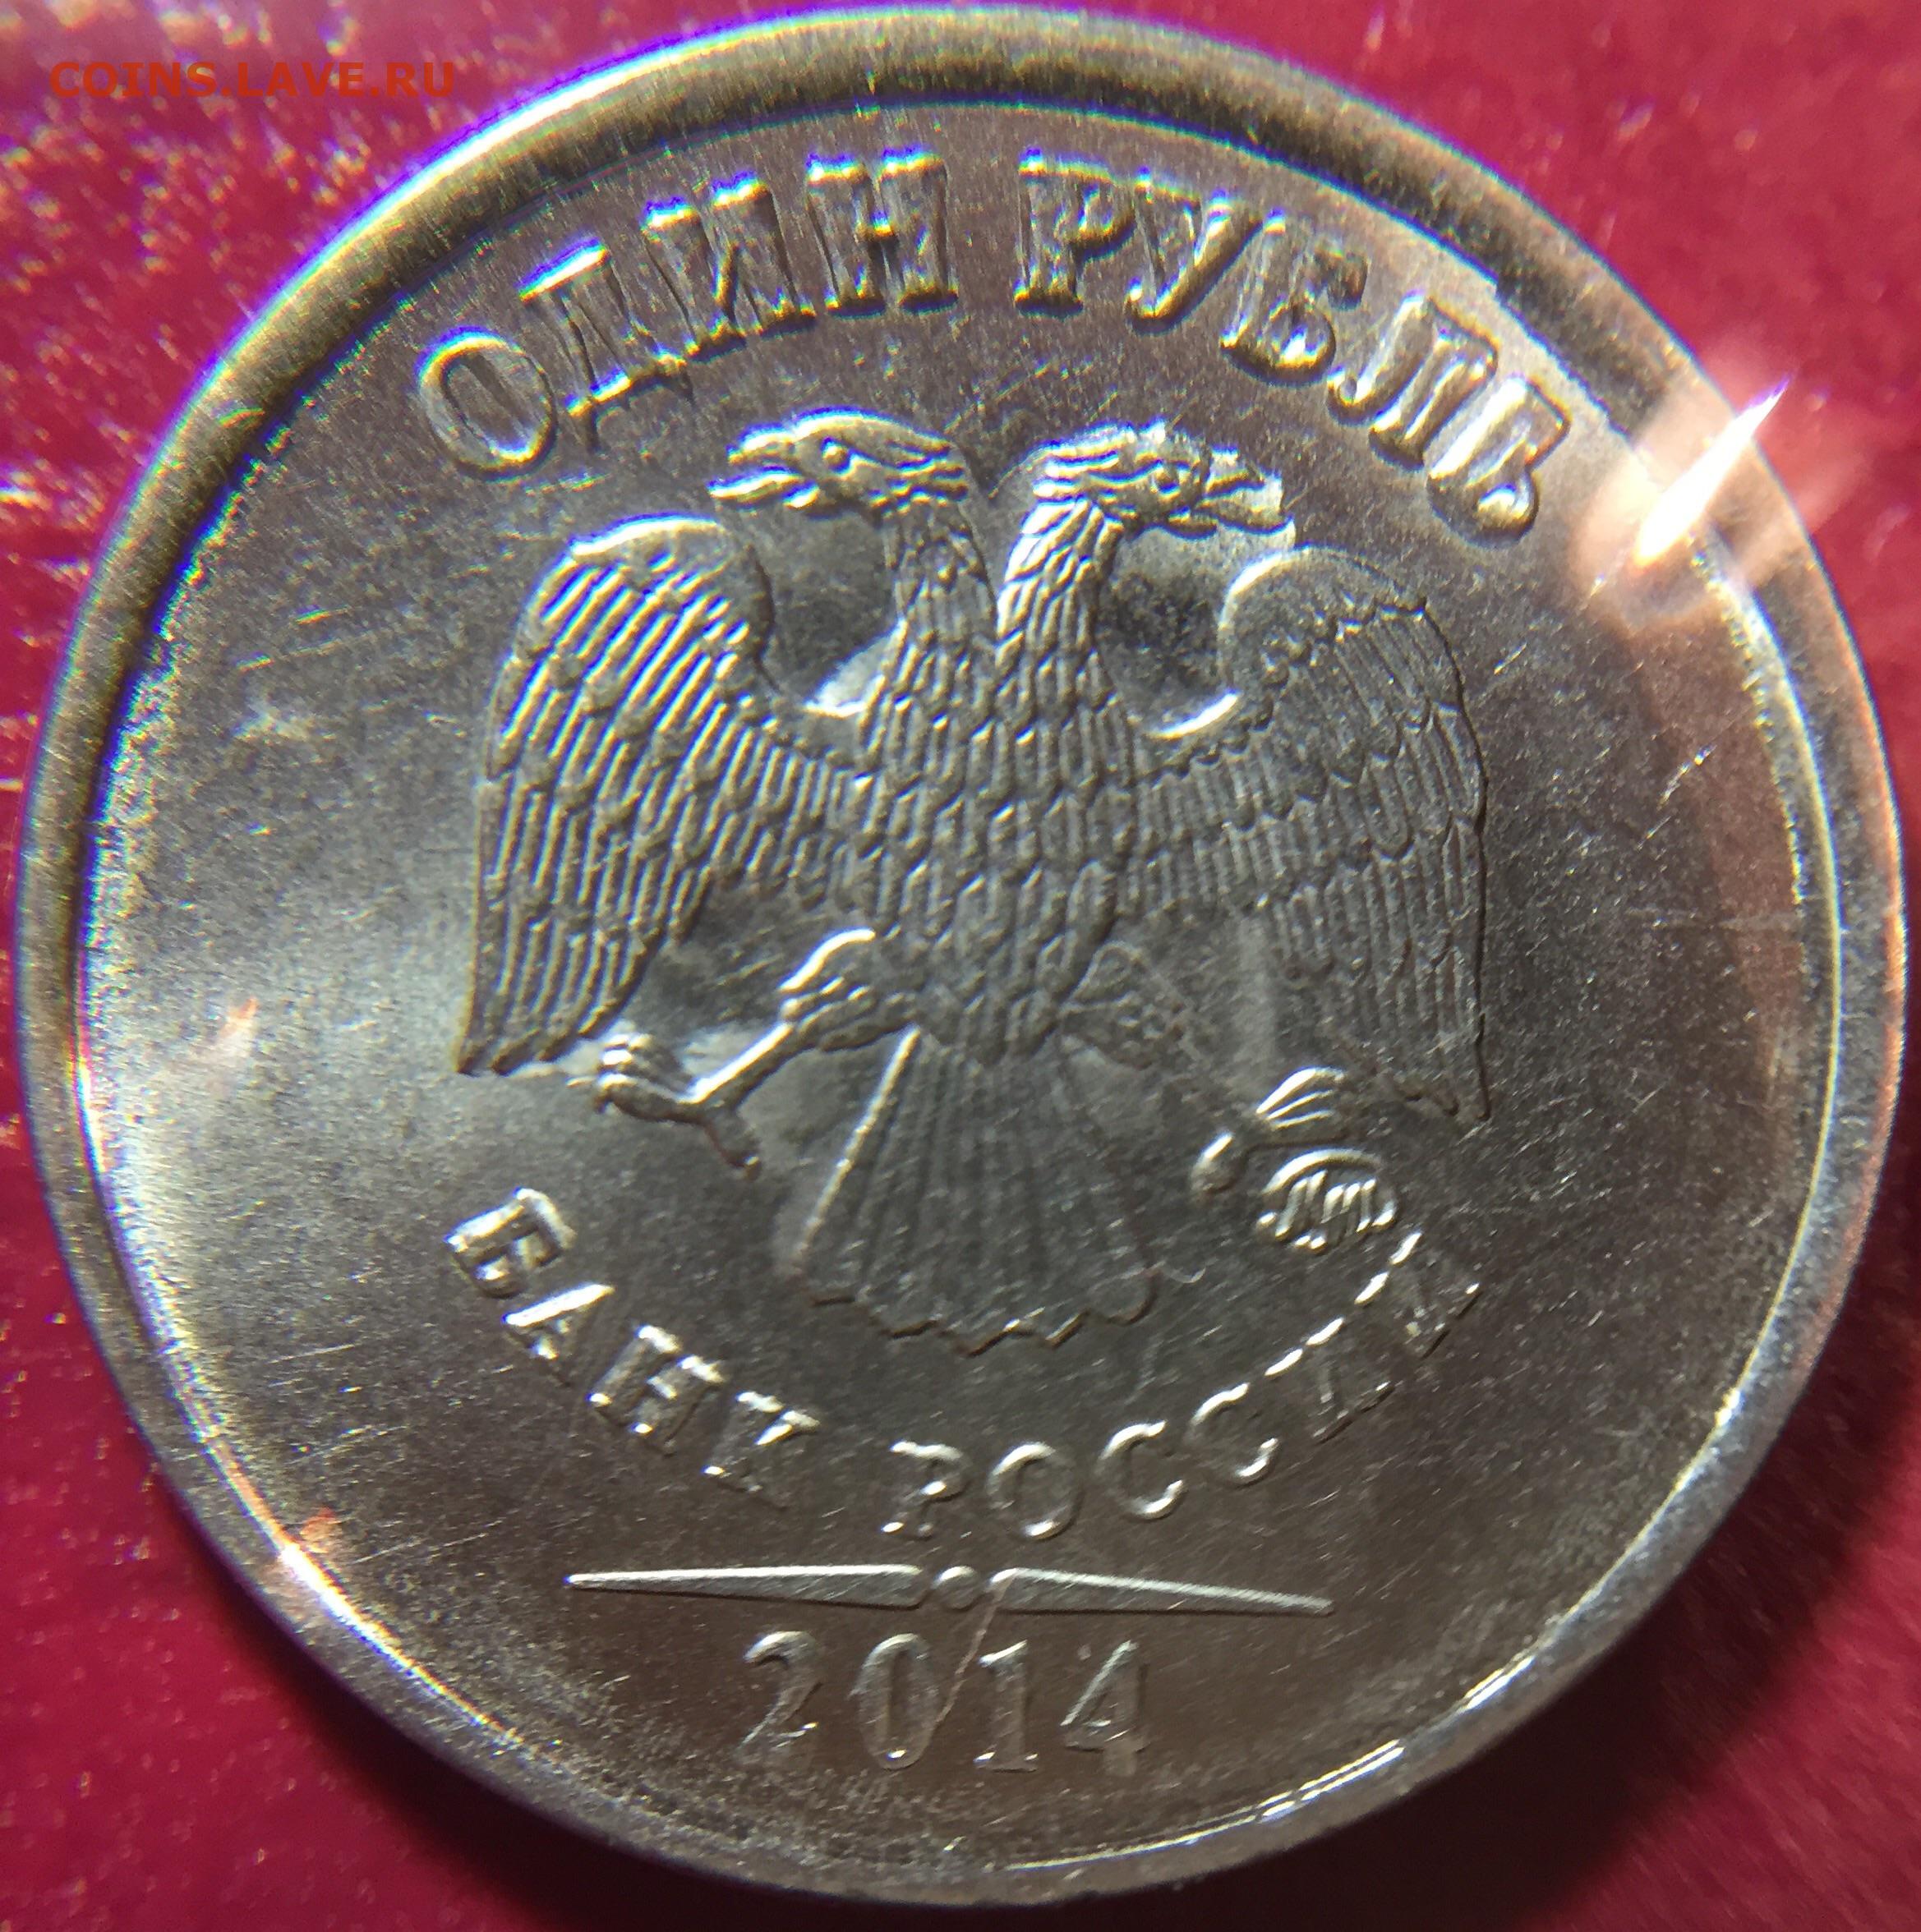 COINS.LAVE.RU
ОДИН РУБЛЬ
БАНК РОССИИ
2014